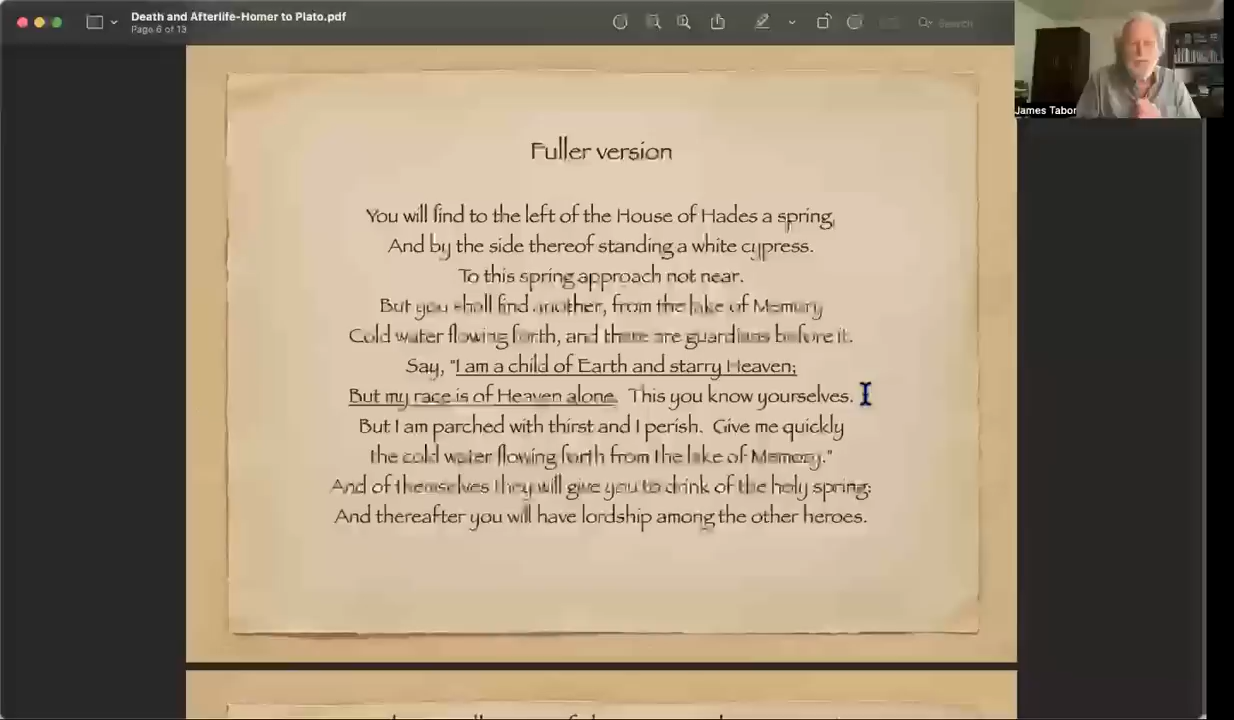 Death and Afterlife-Homer to Plato.pdf
Page 6 of 13
Search
James Tabor
Fuller version
You will find to the left of the House of Hades a spring,
And by the side thereof standing a white cypress.
To this spring approach not near.
But you shall find another, from the lake of Memory
Cold water flowing forth, and there are guardians before it.
Say, "I am a child of Earth and starry Heaven;
But my race is of Heaven alone. This you know yourselves.
But I am parched with thirst and I perish. Give me quickly
the cold water flowing forth from the lake of Memory."
And of themselves they will give you to drink of the holy spring;
And thereafter you will have lordship among the other heroes.